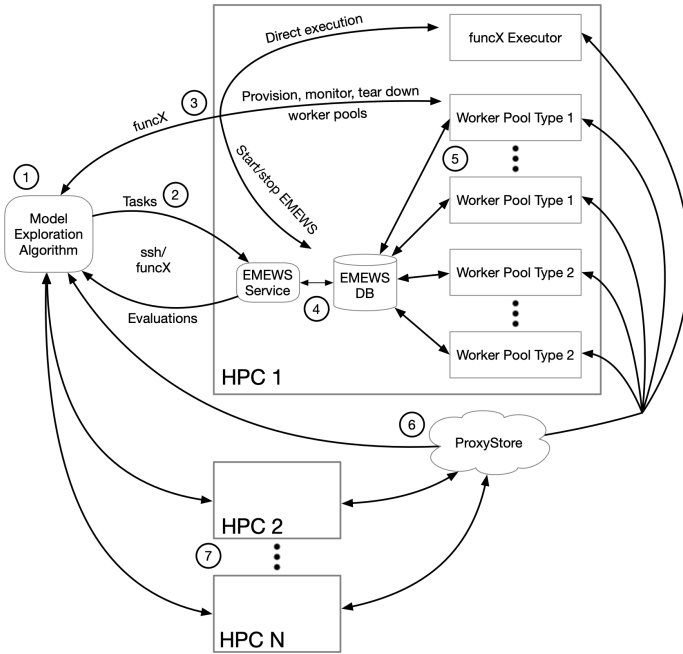 Direct execution
funcX Executor
3
funcX
Provision, monitor, tear down
worker pools
Worker Pool Type 1
5
1
Tasks
2
Start/stop EMEWS
Worker Pool Type 1
Model
Exploration
Algorithm
ssh/
funcX
EMEWS
Service
EMEWS
DB
Worker Pool Type 2
4
Evaluations
Worker Pool Type 2
HPC 1
6
ProxyStore
HPC 2
7
HPC N